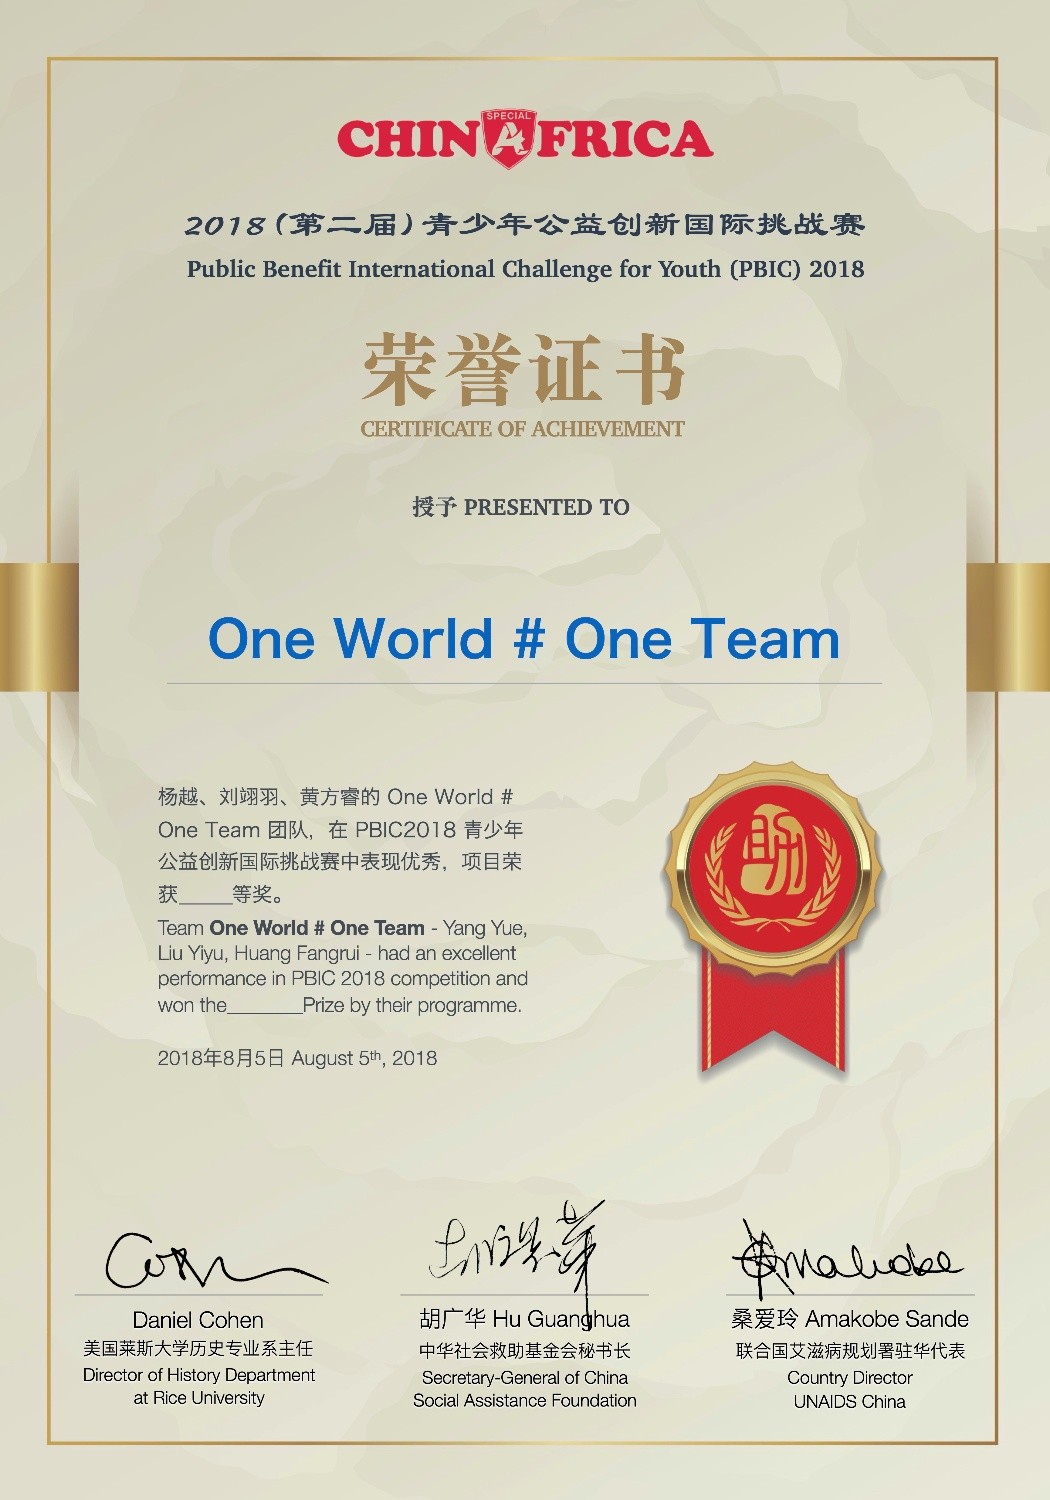 CHINAFRICA
SPECIAL
2018(第二届)青少年公益创新国际挑战赛
Public Benefit International Challenge for Youth (PBIC) 2018
荣誉证书
CERTIFICATE OF ACHIEVEMENT
授予 PRESENTED TO
One World # One Team
杨越、刘翊羽、黄方睿的 One World #
One Team 团队，在 PBIC2018 青少年
公益创新国际挑战赛中表现优秀，项目荣
获_____等奖。
Team One World # One Team - Yang Yue,
Liu Yiyu, Huang Fangrui - had an excellent
performance in PBIC 2018 competition and
won the_______Prize by their programme.
2018年8月5日 August 5th, 2018
助
Cohen
胡广华
Amakobe
Daniel Cohen
美国莱斯大学历史专业系主任
Director of History Department
at Rice University
胡广华 Hu Guanghua
中华社会救助基金会秘书长
Secretary-General of China
Social Assistance Foundation
桑爱玲 Amakobe Sande
联合国艾滋病规划署驻华代表
Country Director
UNAIDS China